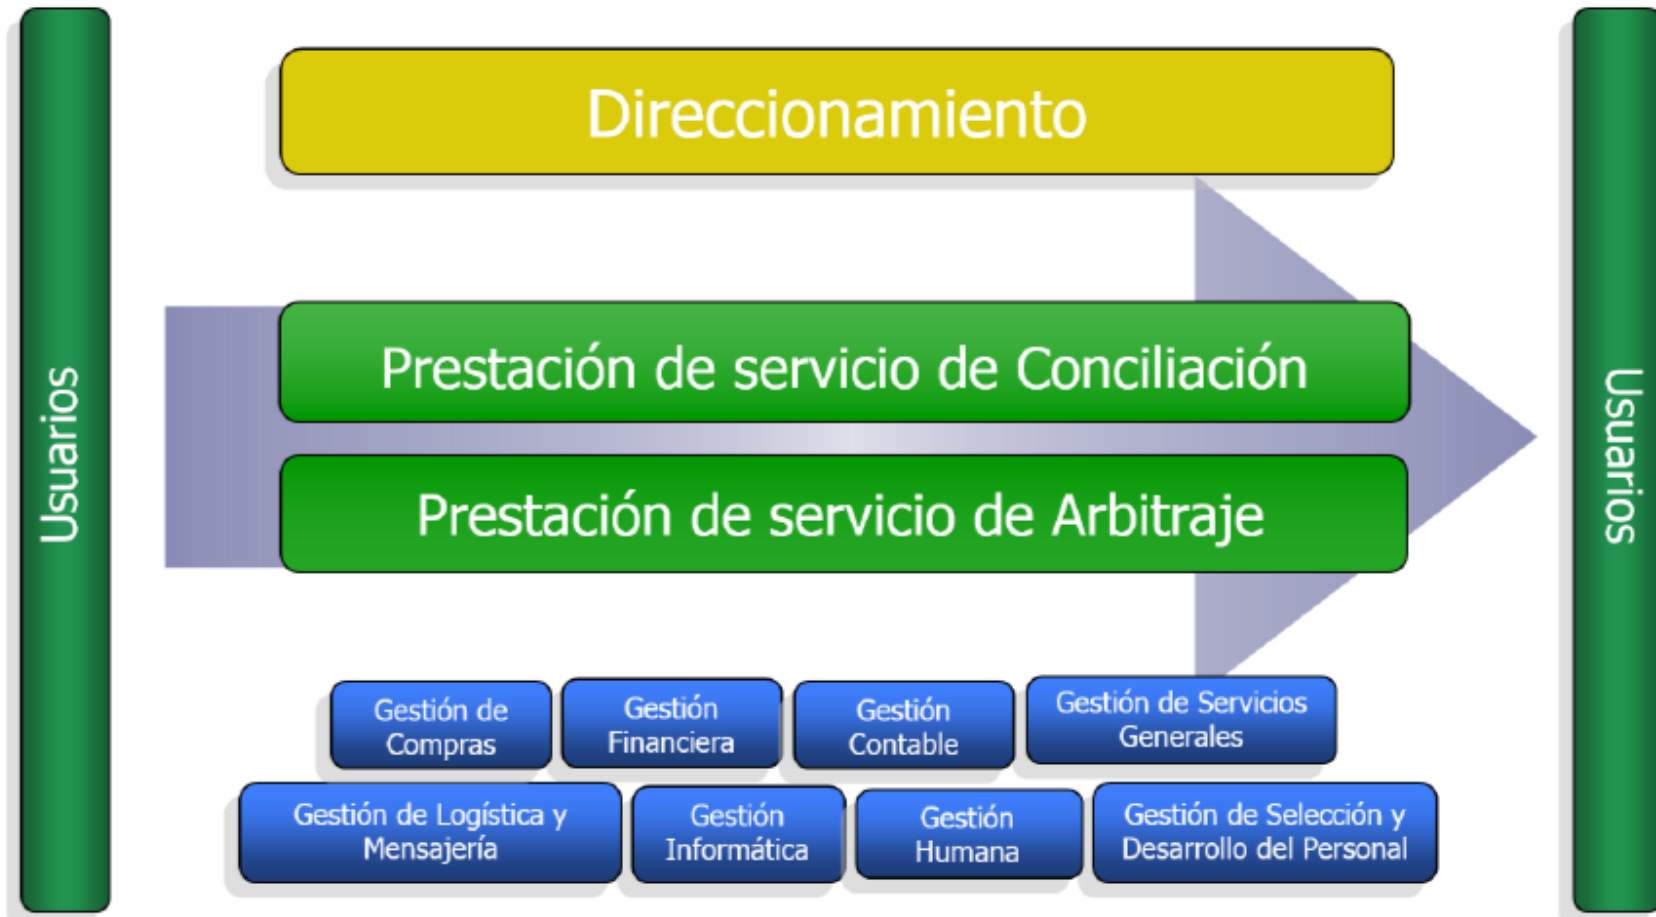 Usuarios
Direccionamiento
Prestación de servicio de Conciliación
Prestación de servicio de Arbitraje
Gestión de
Compras
Gestión
Financiera
Gestión
Contable
Gestión de Servicios
Generales
Gestión de Logística y
Mensajería
Gestión
Informática
Gestión
Humana
Gestión de Selección y
Desarrollo del Personal
Usuarios